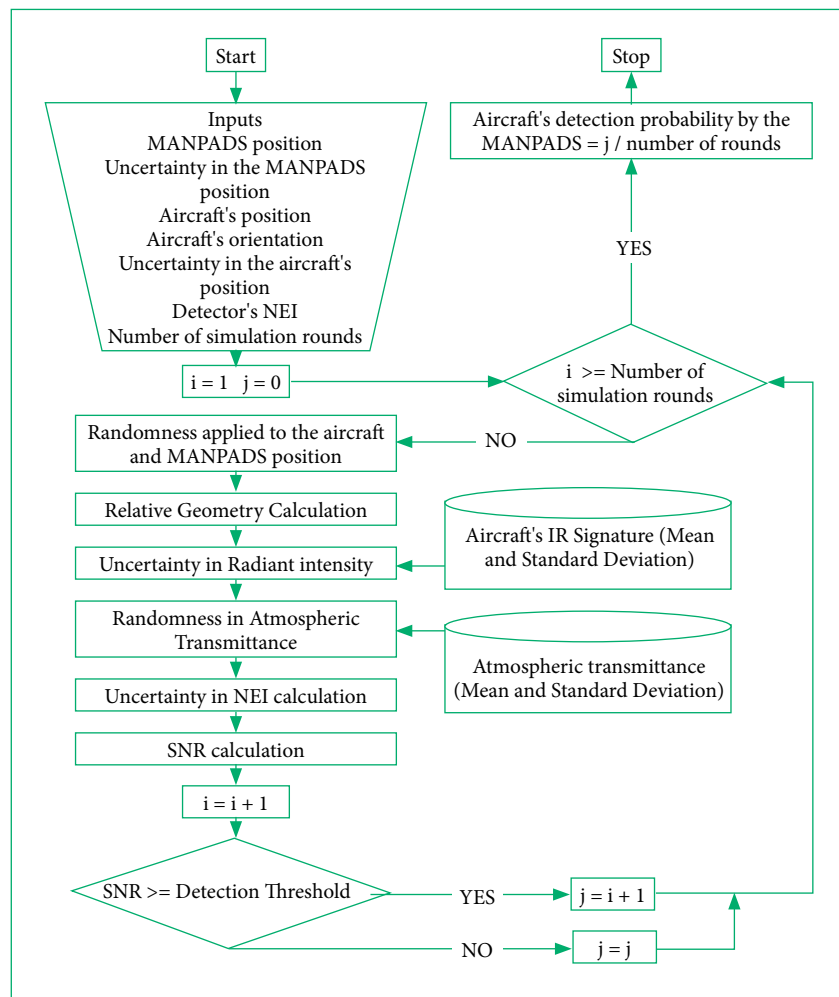 Start
Inputs
MANPADS position
Uncertainty in the MANPADS
position
Aircraft's position
Aircraft's orientation
Uncertainty in the aircraft's
position
Detector's NEI
Number of simulation rounds
i = 1 j = 0
Stop
Aircraft's detection probability by the
MANPADS = j / number of rounds
YES
i >= Number of
simulation rounds
NO
Randomness applied to the aircraft
and MANPADS position
Relative Geometry Calculation
Uncertainty in Radiant intensity
Aircraft's IR Signature (Mean
and Standard Deviation)
Randomness in Atmospheric
Transmittance
Atmospheric transmittance
(Mean and Standard Deviation)
Uncertainty in NEI calculation
SNR calculation
i = i + 1
SNR >= Detection Threshold
YES
j = i + 1
NO
j = j